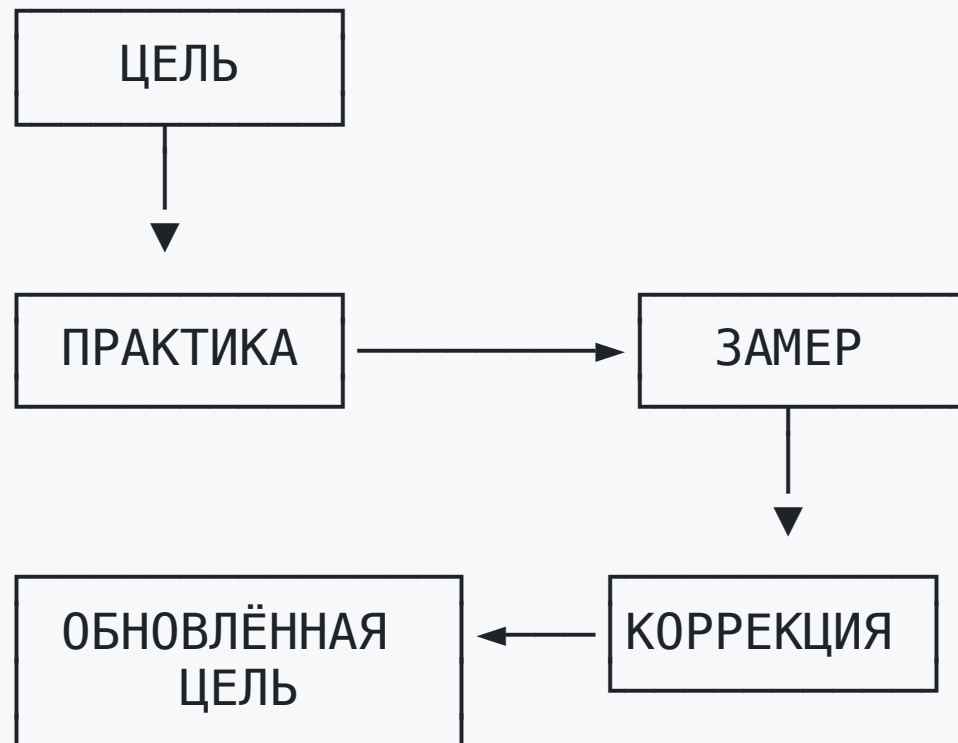 ЦЕЛЬ
ПРАКТИКА
ЗАМЕР
КОРРЕКЦИЯ
ОБНОВЛЁННАЯ
ЦЕЛЬ